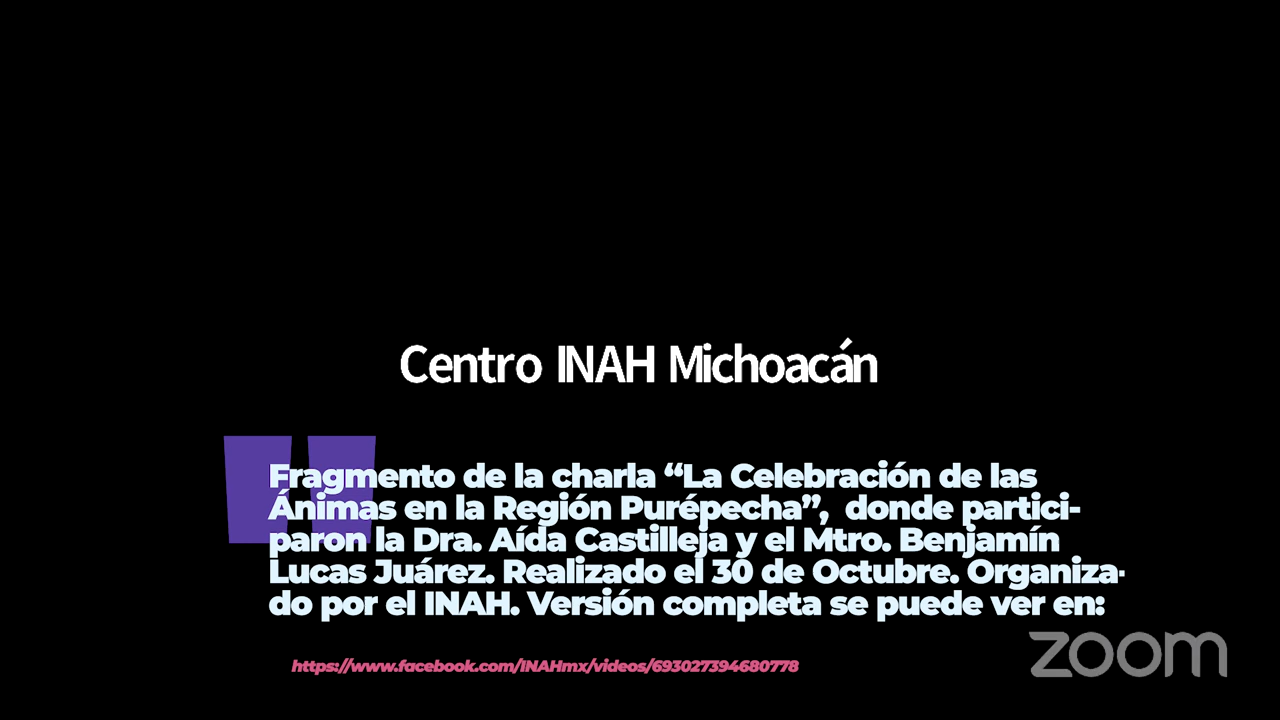 Centro INAH Michoacán
Fragmento de la charla “La Celebración de las
Ánimas en la Región Purépecha”, donde partici-
paron la Dra. Aída Castilleja y el Mtro. Benjamín
Lucas Juárez. Realizado el 30 de Octubre. Organiza-
do por el INAH. Versión completa se puede ver en:
https://www.facebook.com/INAHmx/videos/693027394680778
zoom